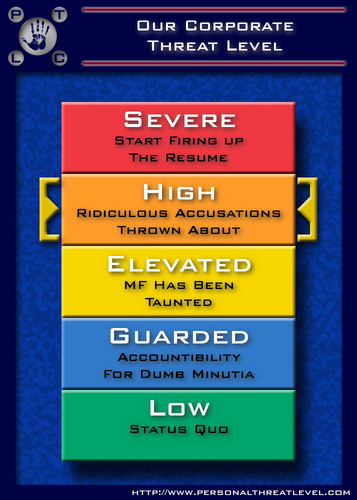 P T
L C
Our Corporate
Threat Level
Severe
Start Firing up
The Resume
High
Ridiculous Accusations
Thrown About
Elevated
MF Has Been
Taunted
Guarded
Accountibility
For Dumb Minutia
Low
Status Quo
http://www.personalthreatlevel.com